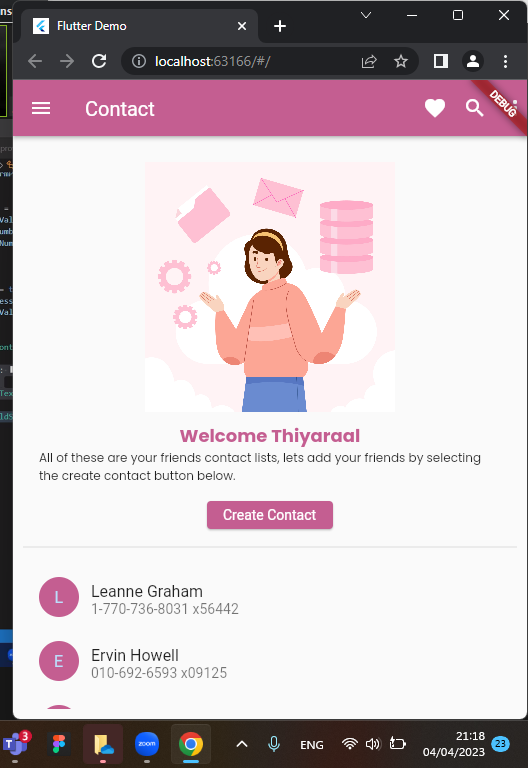 Flutter Demo
localhost:63166/#/
Contact
DEBUG
Welcome Thiyaraal
All of these are your friends contact lists, lets add your friends by selecting
the create contact button below.
Create Contact
L
Leanne Graham
1-770-736-8031 x56442
E
Ervin Howell
010-692-6593 x09125
3
zoom
ENG
21:18
04/04/2023
23